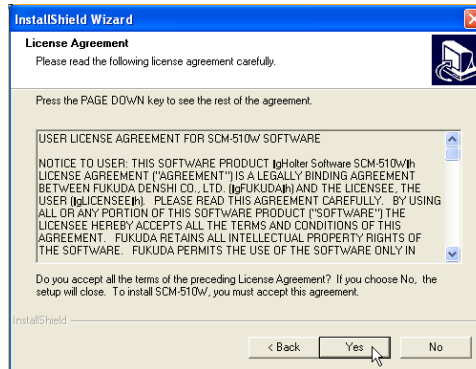 InstallShield Wizard
License Agreement
Please read the following license agreement carefully.
Press the PAGE DOWN key to see the rest of the agreement.
USER LICENSE AGREEMENT FOR SCM-510W SOFTWARE
NOTICE TO USER: THIS SOFTWARE PRODUCT |gHolter Software SCM-510W|h
LICENSE AGREEMENT ("AGREEMENT") IS A LEGALLY BINDING AGREEMENT
BETWEEN FUKUDA DENSHI CO., LTD. (|gFUKUDA|h) AND THE LICENSEE, THE
USER (|gLICENSEE|h). PLEASE READ THIS AGREEMENT CAREFULLY. BY USING
ALL OR ANY PORTION OF THIS SOFTWARE PRODUCT ("SOFTWARE") THE
LICENSEE HEREBY ACCEPTS ALL THE TERMS AND CONDITIONS OF THIS
AGREEMENT. FUKUDA RETAINS ALL INTELLECTUAL PROPERTY RIGHTS OF
THE SOFTWARE. FUKUDA PERMITS THE USE OF THE SOFTWARE ONLY IN
Do you accept all the terms of the preceding License Agreement? If you choose No, the
setup will close. To install SCM-510W, you must accept this agreement.
InstallShield
< Back Yes No